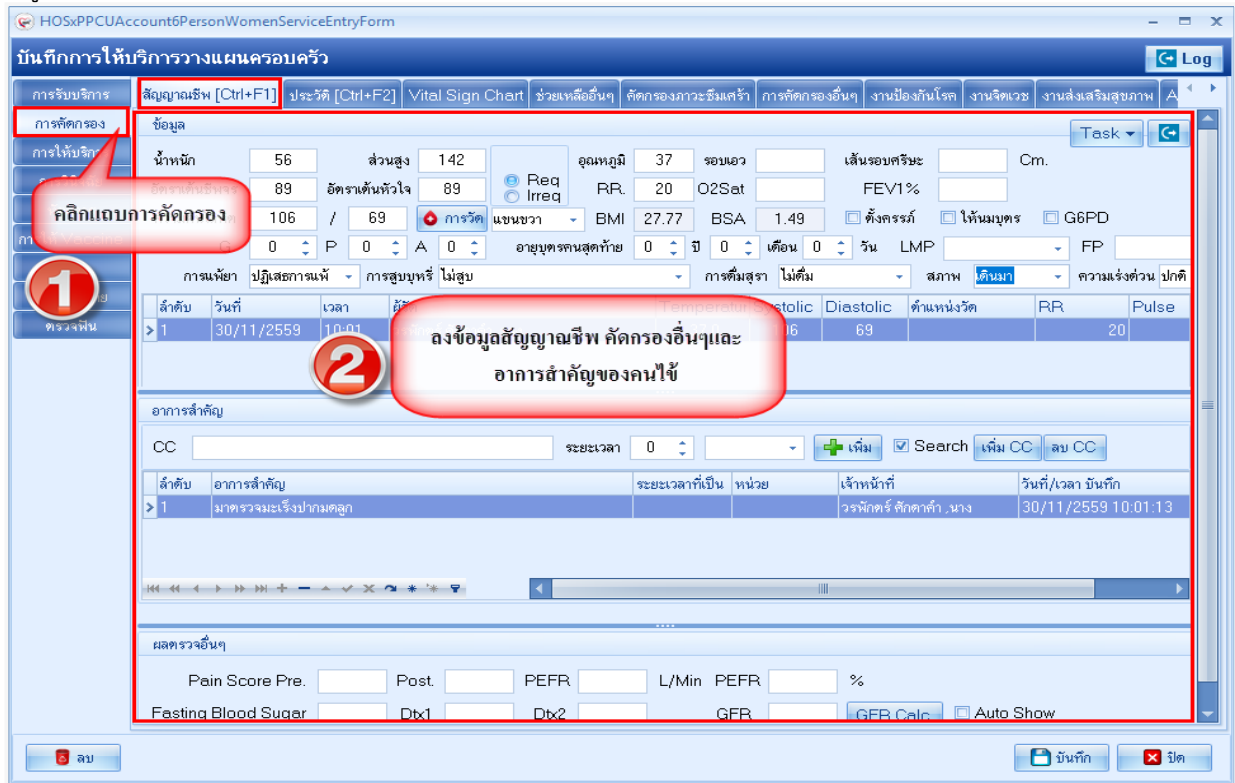 HOSxPPCUAccount6PersonWomenServiceEntryForm
บันทึกการให้บริการวางแผนครอบครัว Log
การรับบริการ สัญญาณชีพ [Ctrl+F1] ประวัติ [Ctrl+F2] Vital Sign Chart ช่วยเหลืออื่นๆ คัดกรองภาวะซึมเศร้า การคัดกรองอื่นๆ งานป้องกันโรค งานจิตเวช งานส่งเสริมสุขภาพ A
การคัดกรอง ข้อมูล Task
การให้บริการ น้ำหนัก 56 ส่วนสูง 142 อุณหภูมิ 37 รอบเอว เส้นรอบศรีษะ Cm.
อัตราเต้นชีพจร 89 อัตราเต้นหัวใจ 89 Req Irreq RR. 20 O2Sat FEV1%
คลิกแถบการคัดกรอง
106 / 69 การวัด แขนขวา BMI 27.77 BSA 1.49 ตั้งครรภ์ ให้นมบุตร G6PD
G 0 P 0 A 0 อายุบุตรคนสุดท้าย 0 ปี 0 เดือน 0 วัน LMP FP
1
การแพ้ยา ปฏิเสธการแพ้ การสูบบุหรี่ ไม่สูบ การดื่มสุรา ไม่ดื่ม สภาพ เดินมา ความเร่งด่วน ปกติ
ลำดับ วันที่ เวลา Temperatur Systolic Diastolic ตำแหน่งวัด RR Pulse
ตรวจฟัน 1 30/11/2559 10:01 69 20
2
ลงข้อมูลสัญญาณชีพ คัดกรองอื่นๆและ
อาการสำคัญของคนไข้
อาการสำคัญ
CC ระยะเวลา 0 เพิ่ม Search เพิ่ม CC ลบ CC
ลำดับ อาการสำคัญ ระยะเวลาที่เป็น หน่วย เจ้าหน้าที่ วันที่/เวลา บันทึก
1 มาตรวจมะเร็งปากมดลูก วรพักตร์ ศักดาคำ ,นาง 30/11/2559 10:01:13
ผลตรวจอื่นๆ
Pain Score Pre. Post. PEFR L/Min PEFR %
Fasting Blood Sugar Dtx1 Dtx2 GFR GFR Calc Auto Show
ลบ บันทึก ปิด